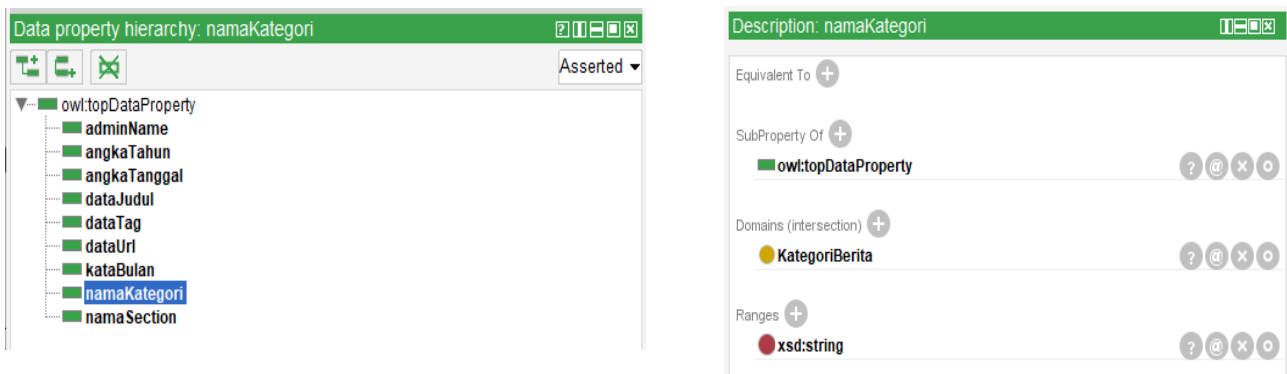 Data property hierarchy: namaKategori
Asserted
owl:topDataProperty
adminName
angkaTahun
angkaTanggal
dataJudul
dataTag
dataUrl
kataBulan
namaKategori
namaSection
Description: namaKategori
Equivalent To
SubProperty Of
owl:topDataProperty
Domains (intersection)
KategoriBerita
Ranges
xsd:string